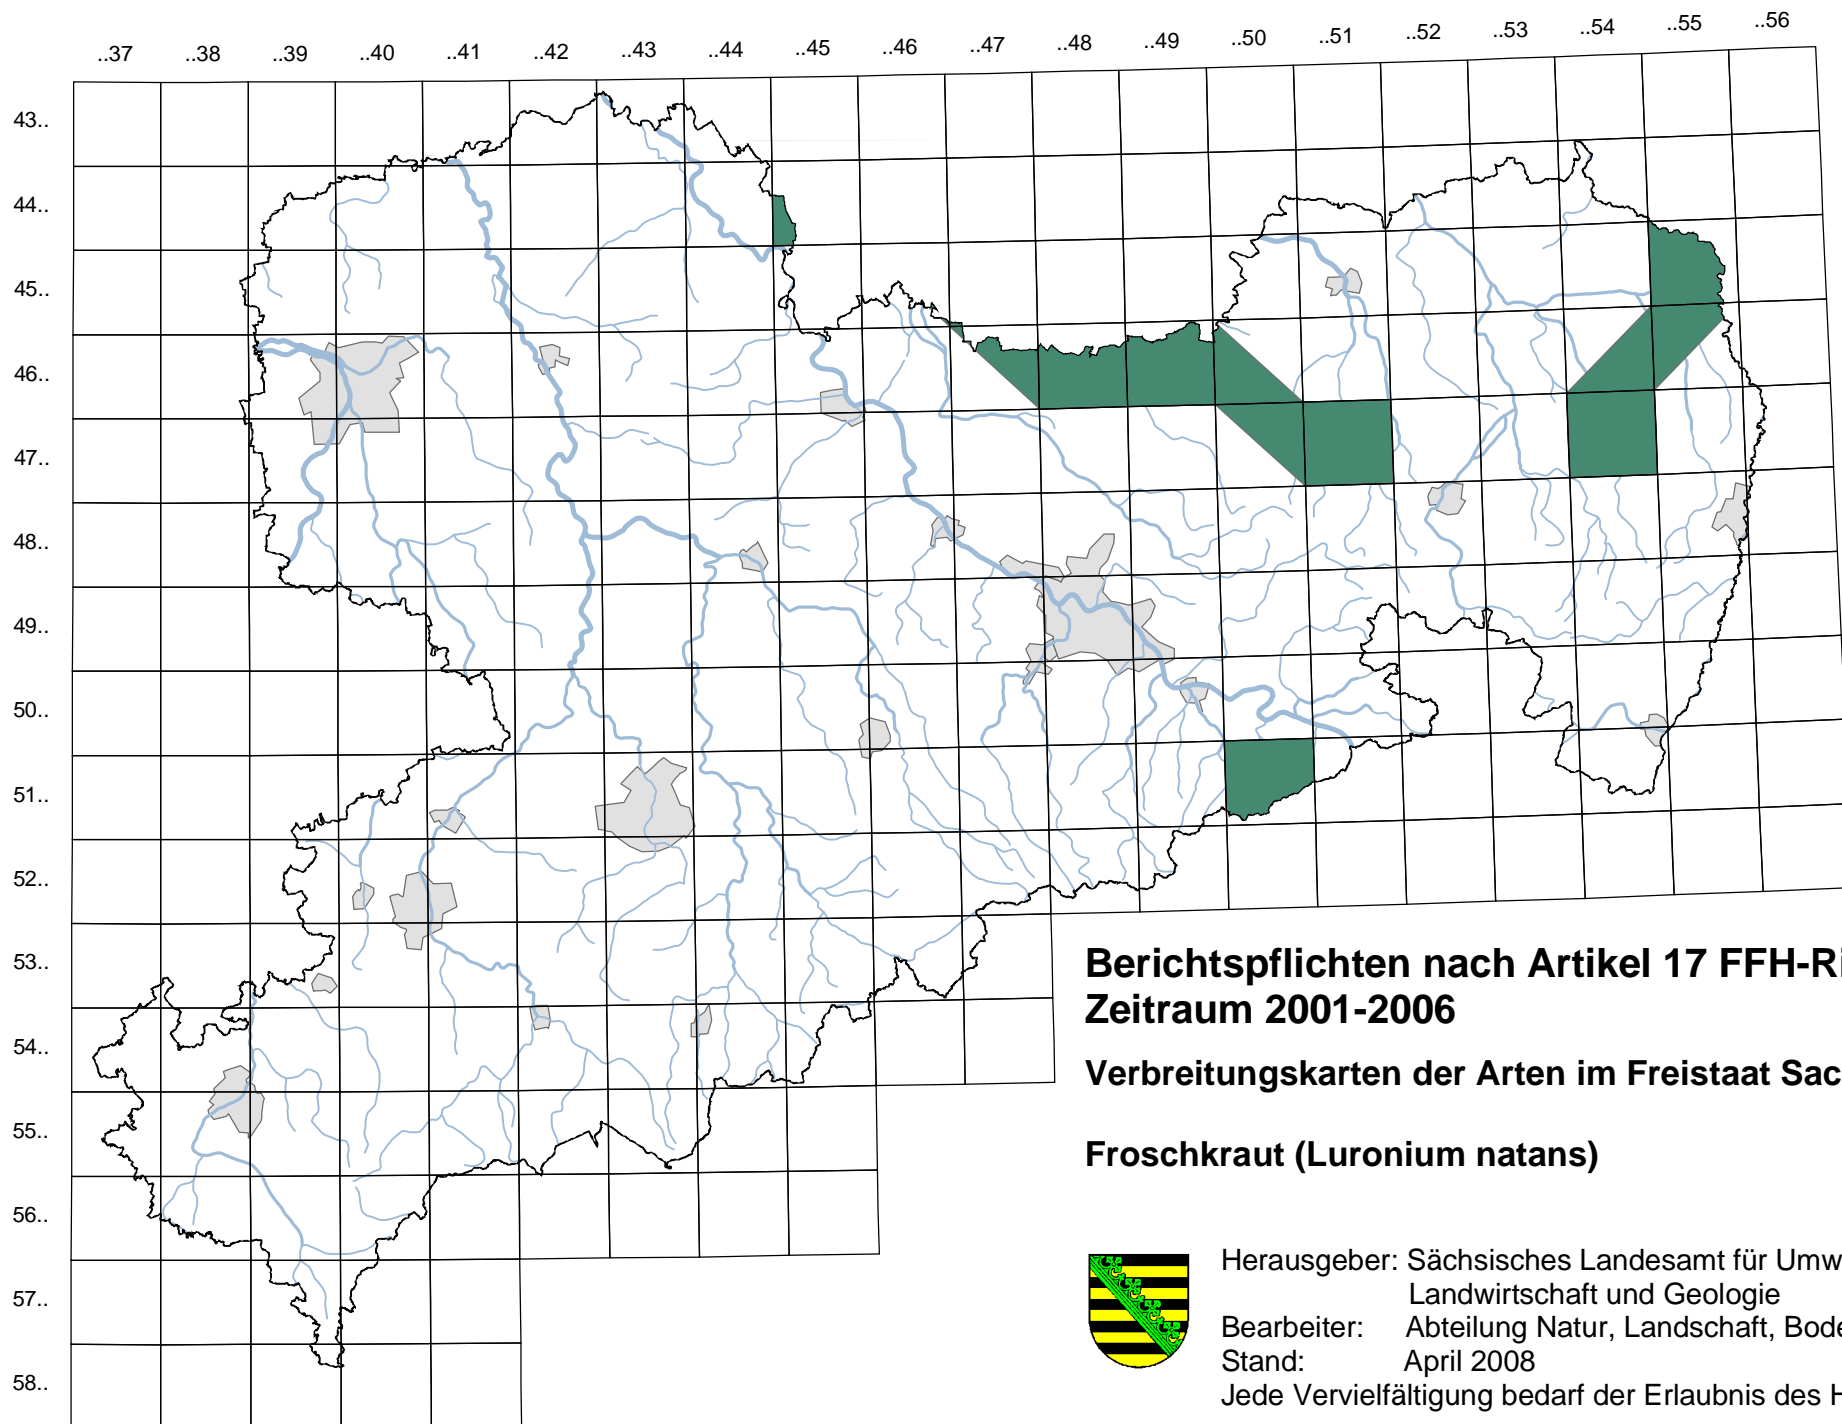 ..37 ..38 ..39 ..40 ..41 ..42 ..43 ..44 ..45 ..46 ..47 ..48 ..49 ..50 ..51 ..52 ..53 ..54 ..55 ..56
43..
44..
45..
46..
47..
48..
49..
50..
51..
52..
53..
54..
55..
56..
57..
58..
Berichtspflichten nach Artikel 17 FFH-Ri
Zeitraum 2001-2006
Verbreitungskarten der Arten im Freistaat Sac
Froschkraut (Luronium natans)
Herausgeber: Sächsisches Landesamt für Umw
Landwirtschaft und Geologie
Bearbeiter: Abteilung Natur, Landschaft, Bode
Stand: April 2008
Jede Vervielfältigung bedarf der Erlaubnis des H